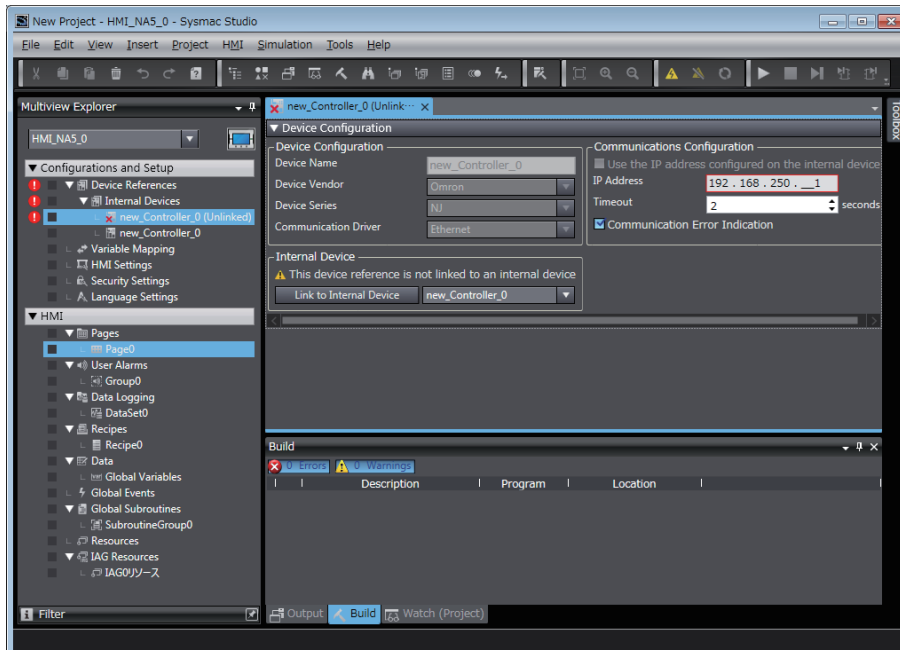 New Project - HMI_NA5_0 - Sysmac Studio
File Edit View Insert Project HMI Simulation Tools Help
Multiview Explorer
HMI_NA5_0
Configurations and Setup
Device References
Internal Devices
new_Controller_0 (Unlinked)
new_Controller_0
Variable Mapping
HMI Settings
Security Settings
Language Settings
HMI
Pages
Page0
User Alarms
Group0
Data Logging
DataSet0
Recipes
Recipe0
Data
Global Variables
Global Events
Global Subroutines
SubroutineGroup0
Resources
IAG Resources
IAG0リソース
Filter
new_Controller_0 (Unlink...
Device Configuration
Device Configuration
Device Name new_Controller_0
Device Vendor Omron
Device Series NJ
Communication Driver Ethernet
Internal Device
This device reference is not linked to an internal device
Link to Internal Device new_Controller_0
Communications Configuration
Use the IP address configured on the internal device
IP Address 192 . 168 . 250 . __1
Timeout 2 seconds
Communication Error Indication
Build
0 Errors 0 Warnings
Description Program Location
Output Build Watch (Project)
Toolbox